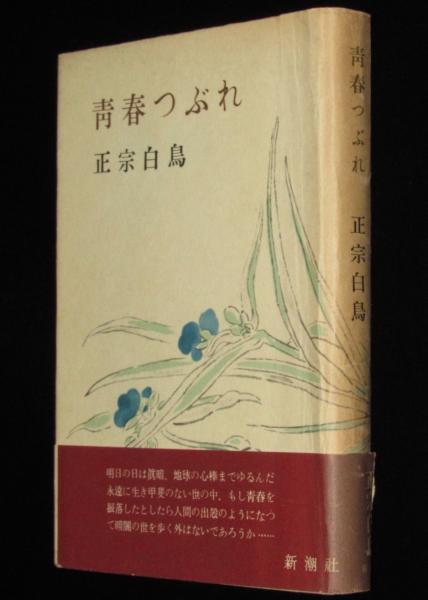 青春つぶれ
正宗白鳥
明日の日は眞暗、地球の心棒までゆるんだ
永遠に生き甲斐のない世の中、もし青春を
振落したとしたら人間の出殻のようになつ
て暗闇の世を歩く外はないであろうか……
新潮社
青春つぶれ 正宗白鳥